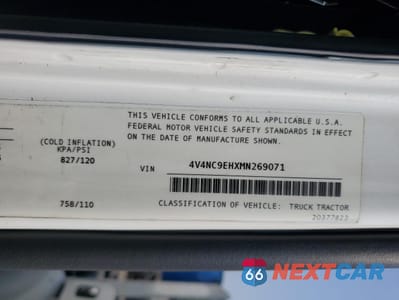 THIS VEHICLE CONFORMS TO ALL APPLICABLE U.S.A.
FEDERAL MOTOR VEHICLE SAFETY STANDARDS IN EFFECT
ON THE DATE OF MANUFACTURE SHOWN.
(COLD INFLATION)
KPA/PSI
827/120
VIN 4V4NC9EHXMN269071
758/110
CLASSIFICATION OF VEHICLE: TRUCK TRACTOR
20377823
66 NEXTCAR